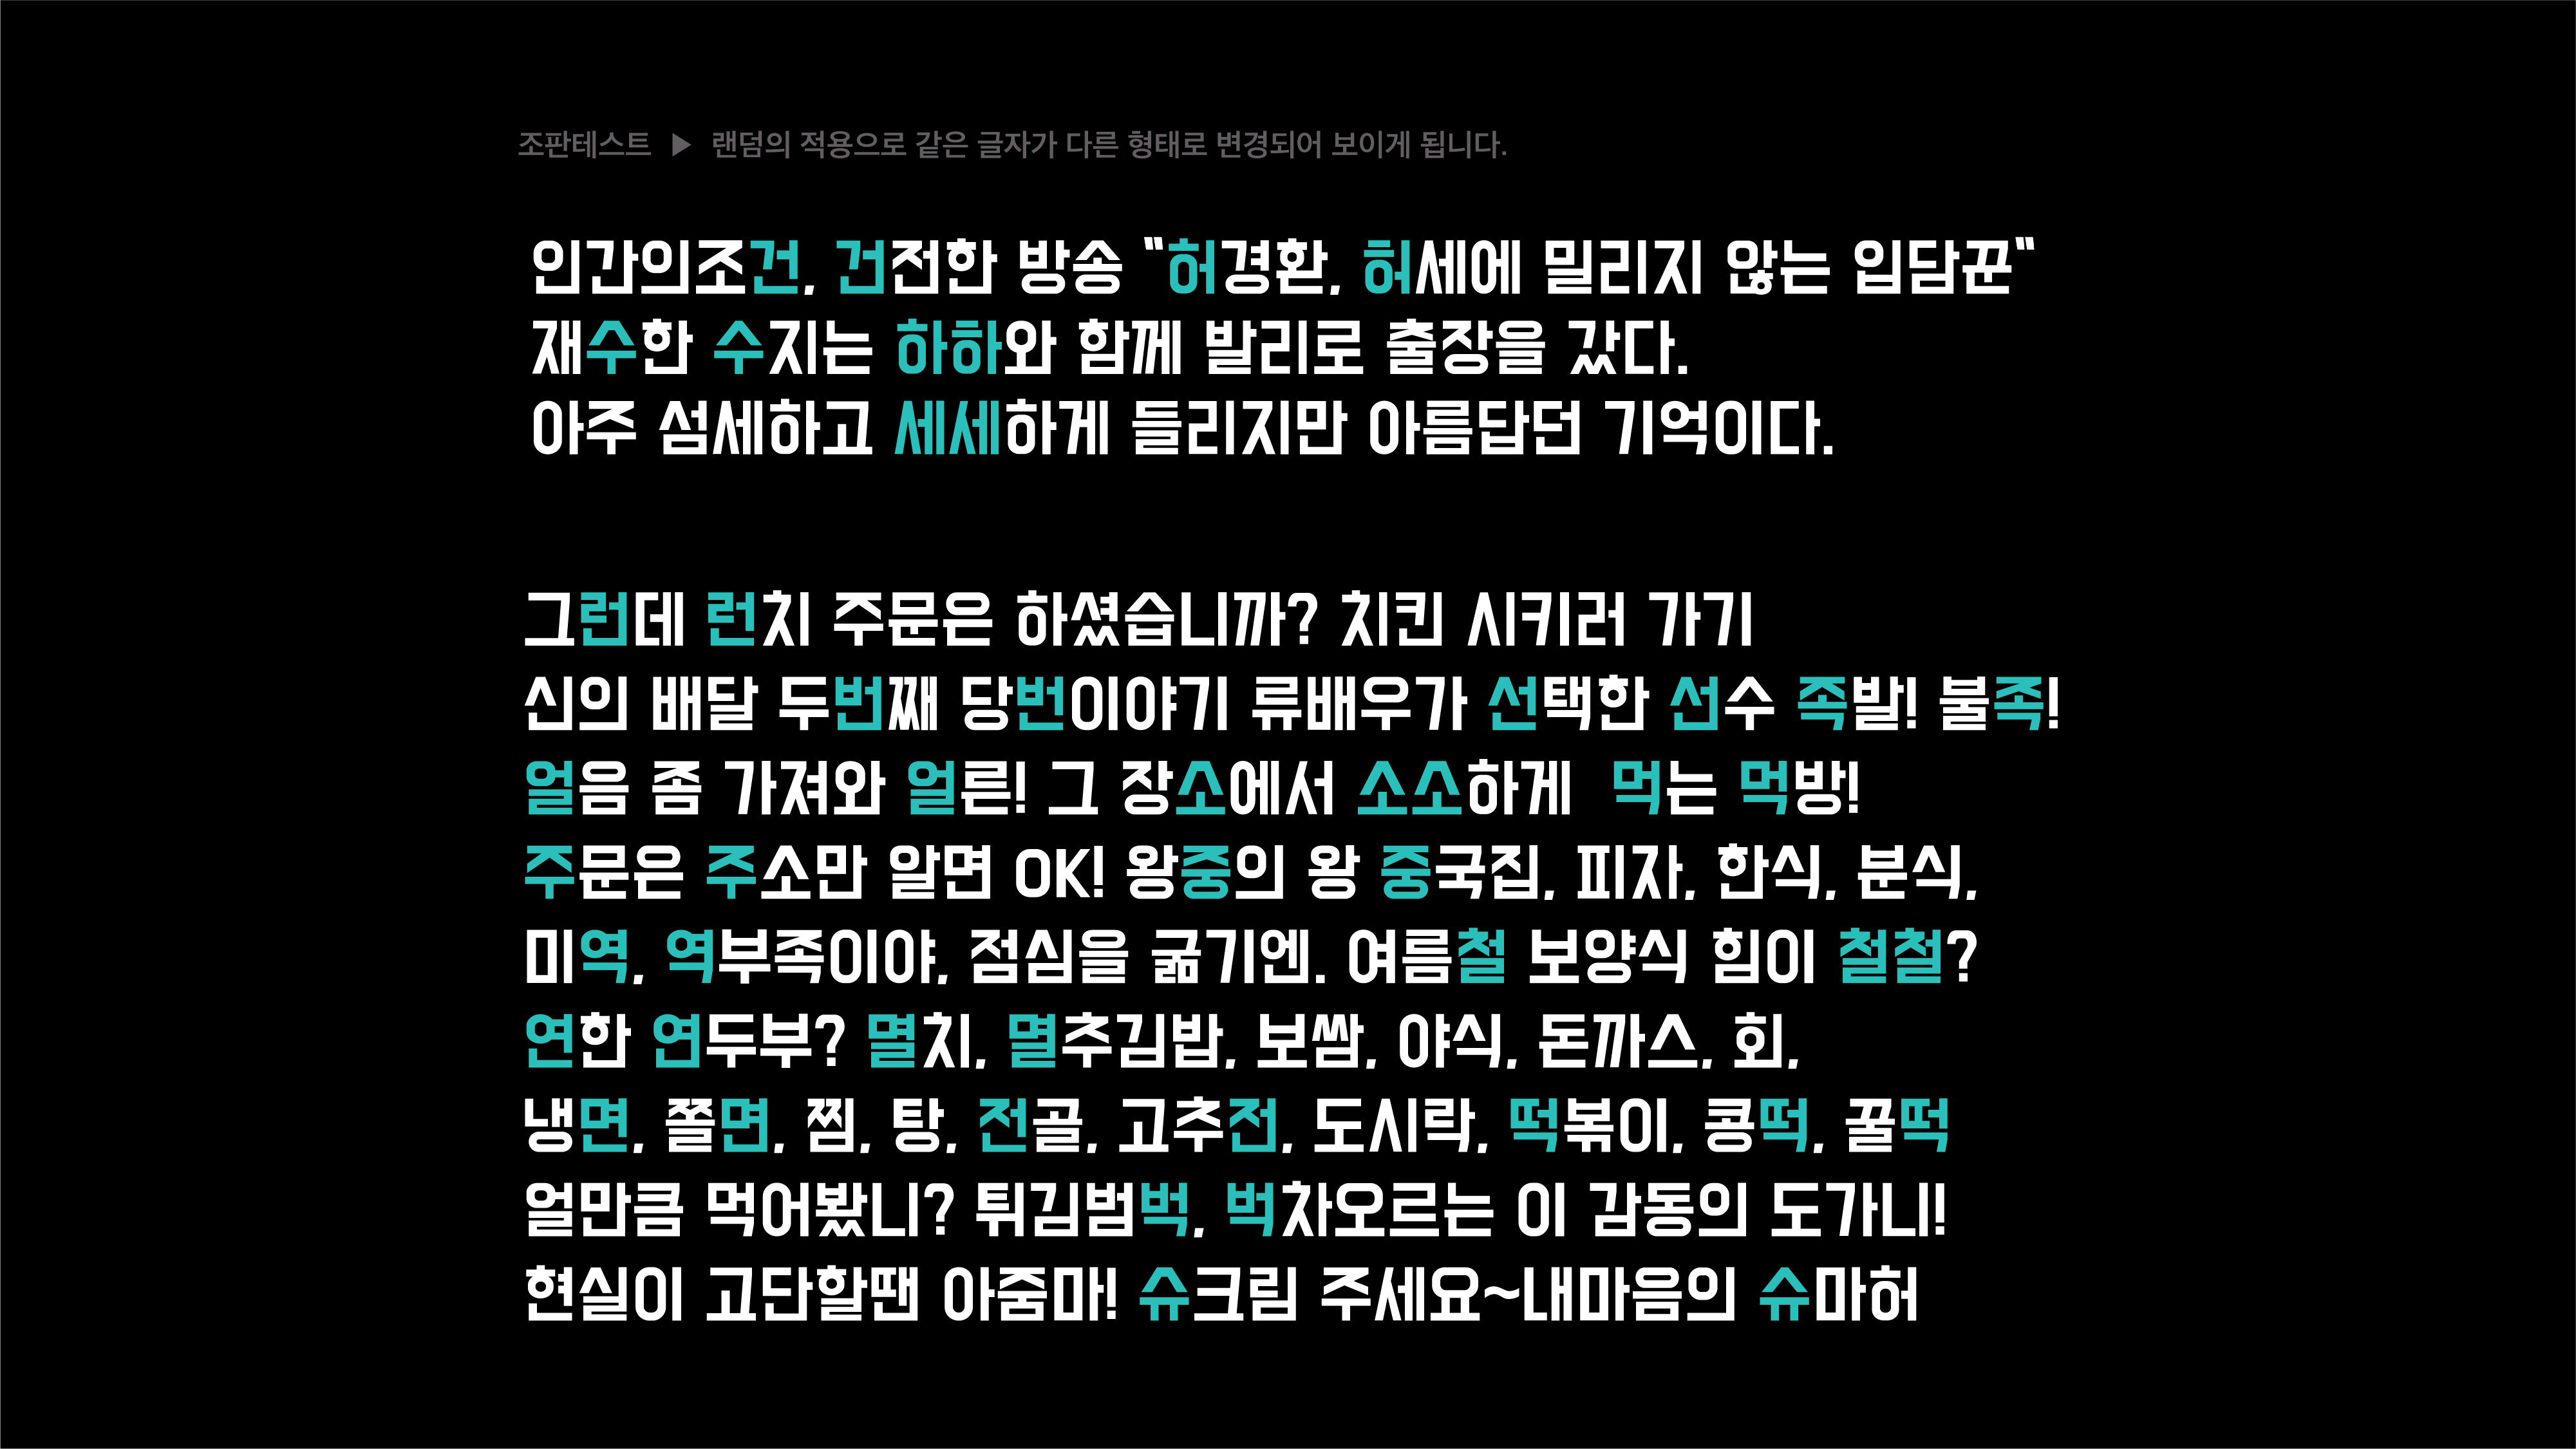 조판테스트 ▶ 랜덤의 적용으로 같은 글자가 다른 형태로 변경되어 보이게 됩니다.
인간의조건, 건전한 방송 "허경환, 허세에 밀리지 않는 입담꾼"
재수한 수지는 하하와 함께 발리로 출장을 갔다.
아주 섬세하고 세세하게 들리지만 아름답던 기억이다.
그런데 런치 주문은 하셨습니까? 치킨 시키러 가기
신의 배달 두번째 당번이야기 류배우가 선택한 선수 족발! 불족!
얼음 좀 가져와 얼른! 그 장소에서 소소하게 먹는 먹방!
주문은 주소만 알면 OK! 왕중의 왕 중국집, 피자, 한식, 분식,
미역, 역부족이야, 점심을 굶기엔. 여름철 보양식 힘이 철철?
연한 연두부? 멸치, 멸추김밥, 보쌈, 야식, 돈까스, 회,
냉면, 쫄면, 찜, 탕, 전골, 고추전, 도시락, 떡볶이, 콩떡, 꿀떡
얼만큼 먹어봤니? 튀김범벅, 벅차오르는 이 감동의 도가니!
현실이 고단할땐 아줌마! 슈크림 주세요~내마음의 슈마허